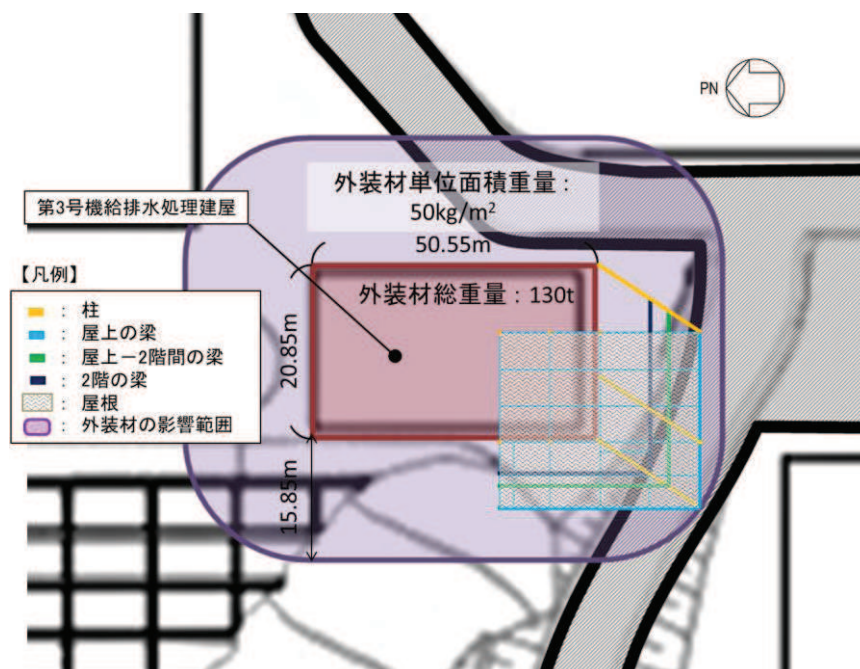 PN
外装材単位面積重量：
50kg/m²
50.55m
第3号機給排水処理建屋
外装材総重量：130t
20.85m
15.85m
【凡例】
：柱
：屋上の梁
：屋上－2階間の梁
：2階の梁
：屋根
：外装材の影響範囲